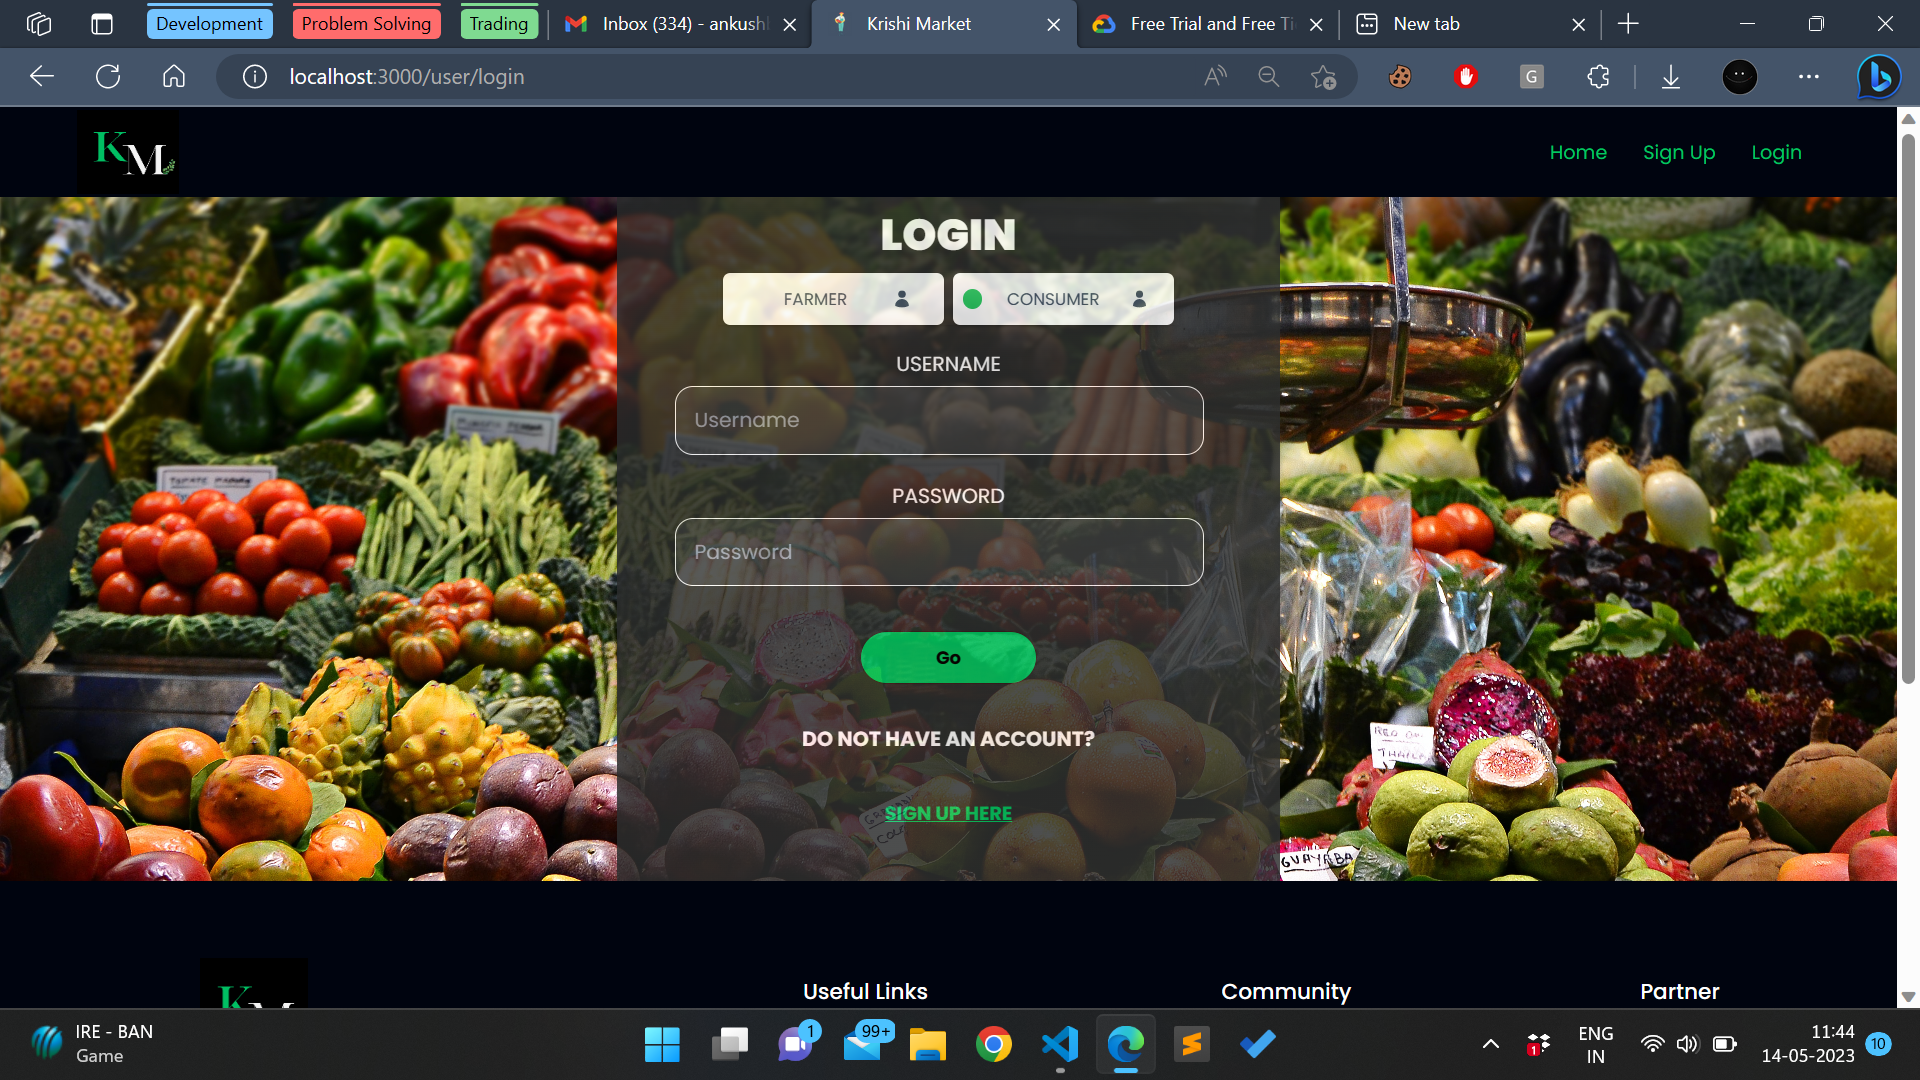 Development
Problem Solving
Trading
Inbox (334) - ankushl
Krishi Market
Free Trial and Free Ti
New tab
localhost:3000/user/login
A
G
KM
Home
Sign Up
Login
LOGIN
FARMER
CONSUMER
USERNAME
Username
PASSWORD
Password
Go
DO NOT HAVE AN ACCOUNT?
SIGN UP HERE
GUAYABA
KM
Useful Links
Community
Partner
IRE - BAN
Game
1
99+
1
ENG
IN
11:44
14-05-2023
10